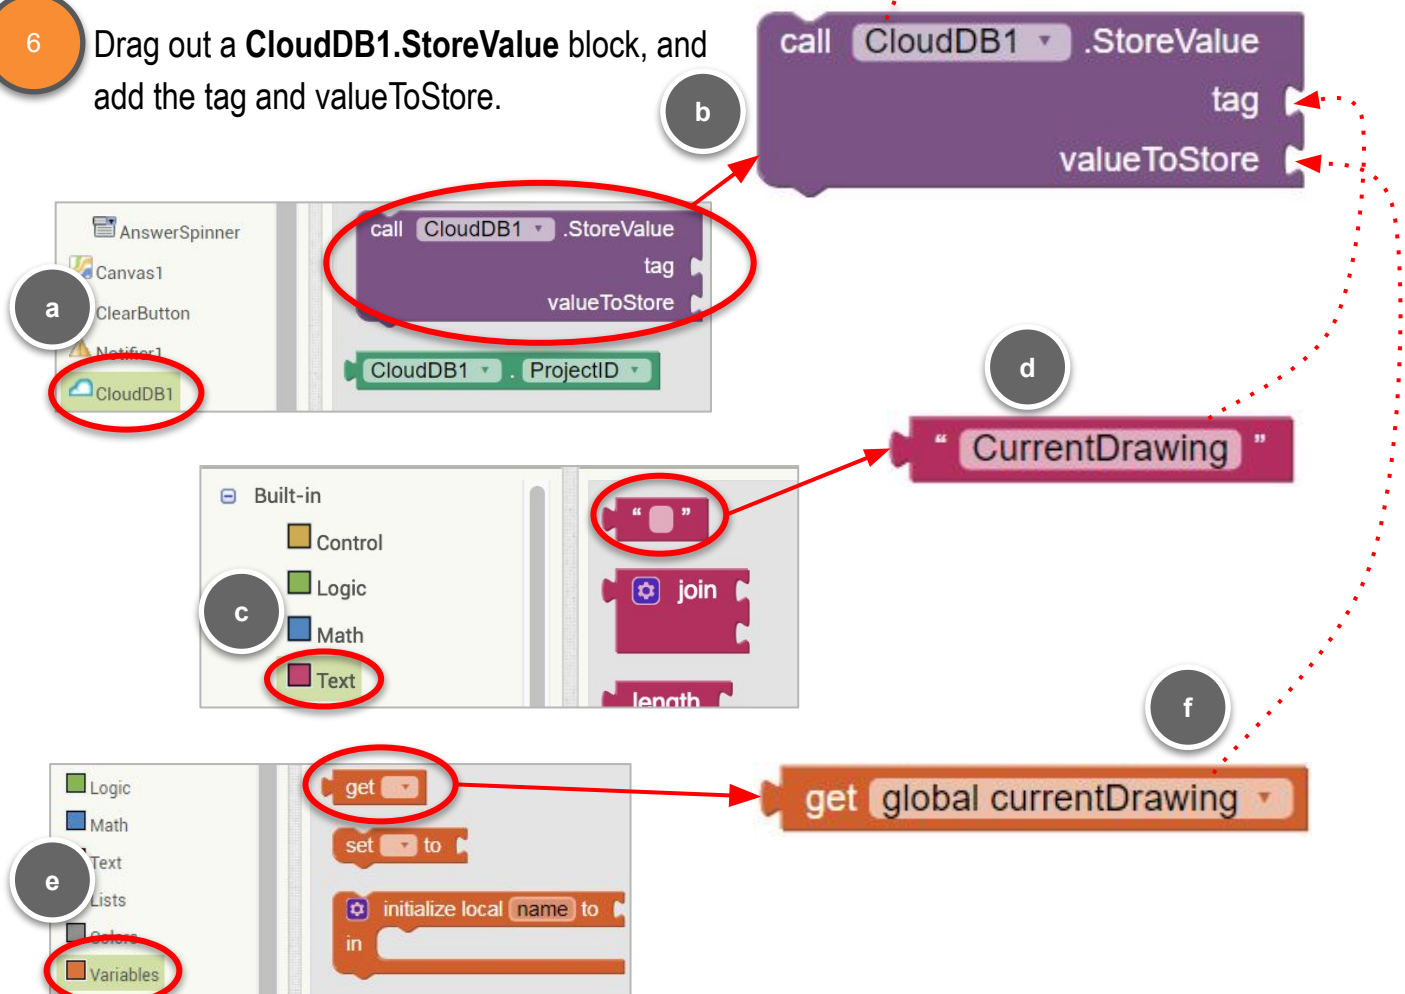 6
Drag out a CloudDB1.StoreValue block, and
add the tag and valueToStore.
b
call CloudDB1 .StoreValue
tag
valueToStore
a
AnswerSpinner
Canvas1
ClearButton
Notifier1
CloudDB1
call CloudDB1 .StoreValue
tag
valueToStore
CloudDB1 . ProjectID
c
Built-in
Control
Logic
Math
Text
“ ”
join
length
d
“ CurrentDrawing ”
e
Logic
Math
Text
Lists
Colors
Variables
get
set to
initialize local name to
in
f
get global currentDrawing